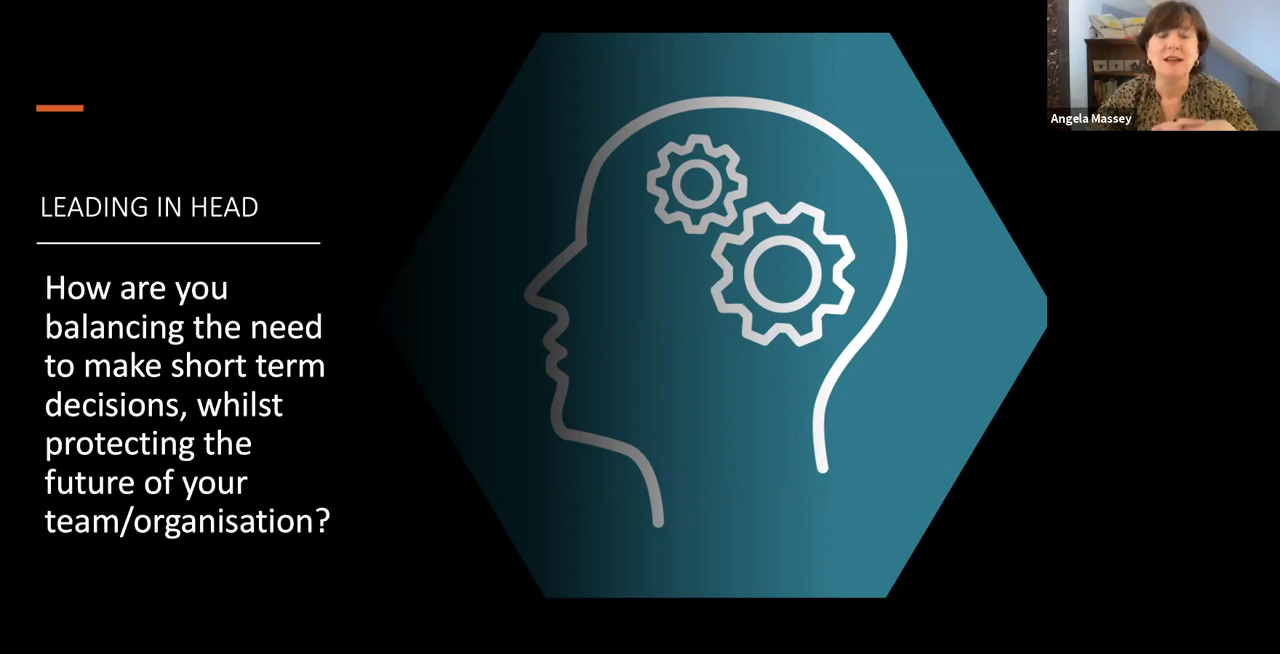 LEADING IN HEAD
How are you
balancing the need
to make short term
decisions, whilst
protecting the
future of your
team/organisation?
Angela Massey